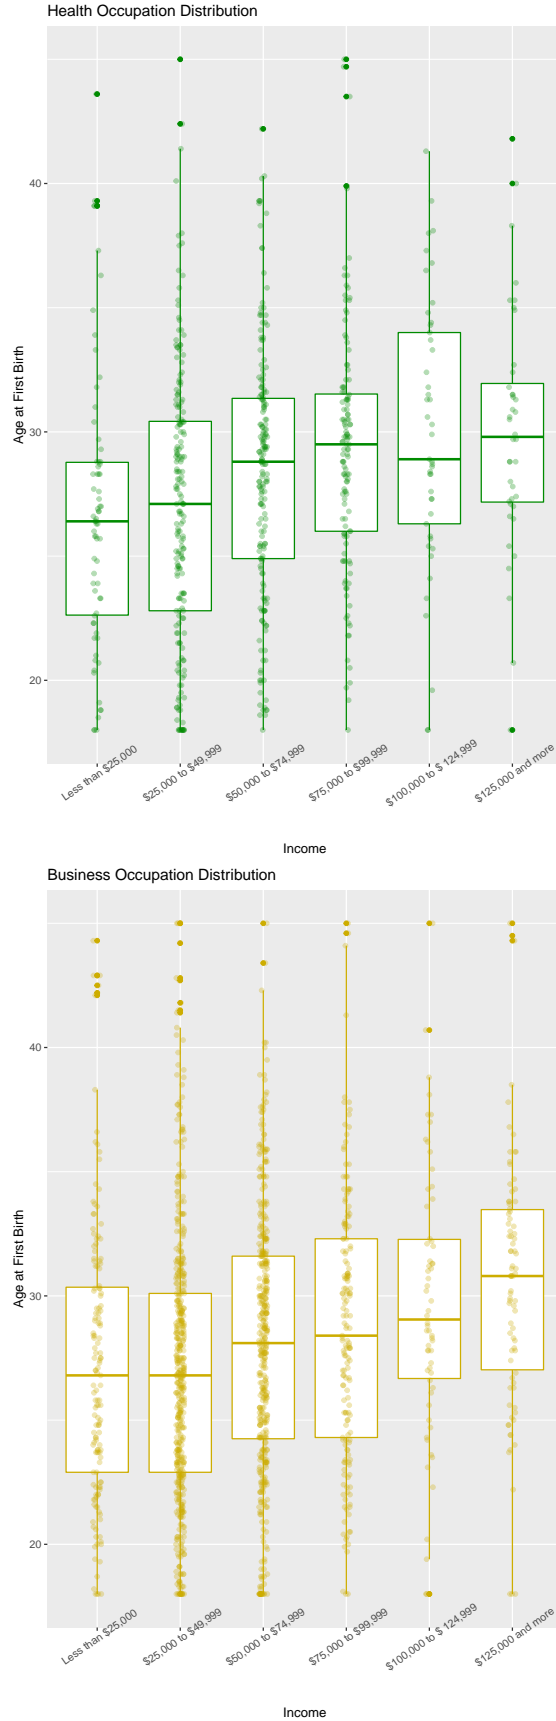 Health Occupation Distribution
Age at First Birth
40
30
20
Less than $25,000
$25,000 to $49,999
$50,000 to $74,999
$75,000 to $99,999
$100,000 to $ 124,999
$125,000 and more
Income
Business Occupation Distribution
Age at First Birth
40
30
20
Less than $25,000
$25,000 to $49,999
$50,000 to $74,999
$75,000 to $99,999
$100,000 to $ 124,999
$125,000 and more
Income